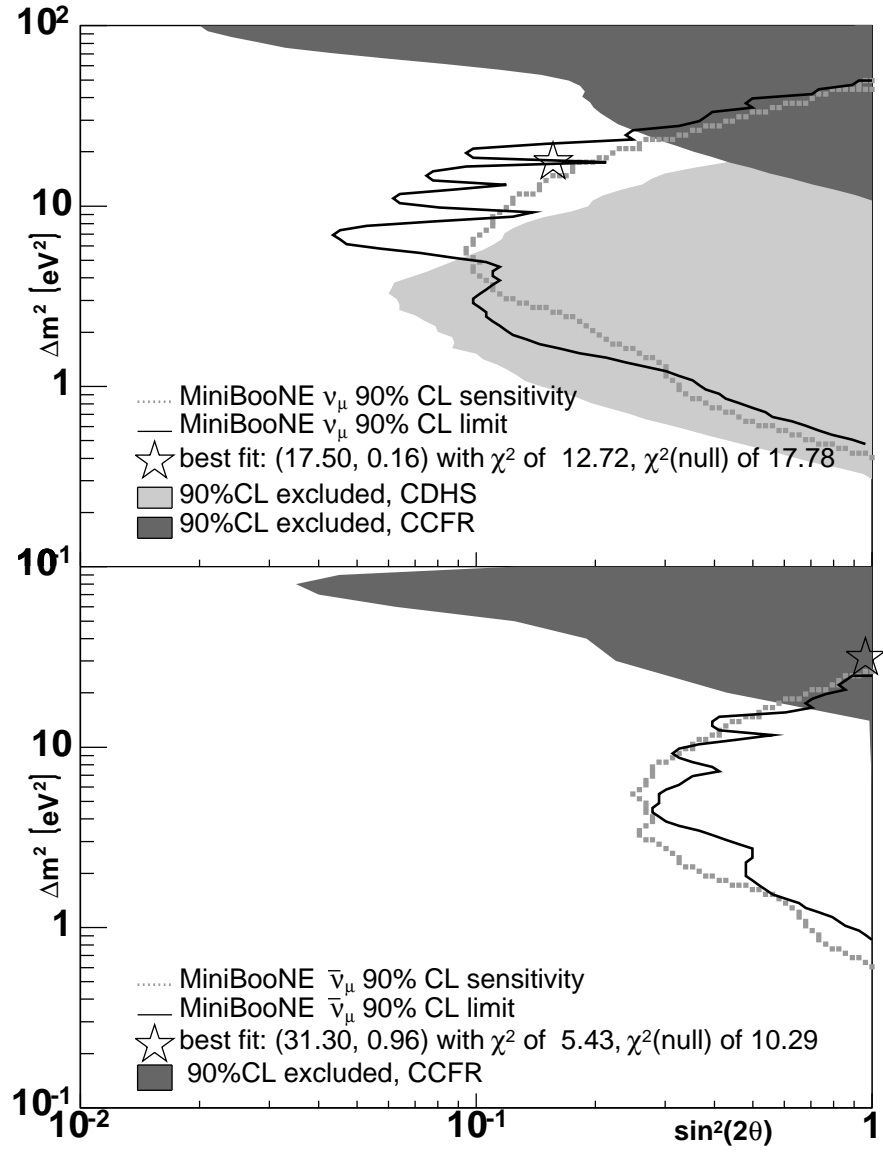 10²
10
1
10⁻¹
Δm² [eV²]
MiniBooNE ν_μ 90% CL sensitivity
MiniBooNE ν_μ 90% CL limit
best fit: (17.50, 0.16) with χ² of 12.72, χ²(null) of 17.78
90%CL excluded, CDHS
90%CL excluded, CCFR
10
1
10⁻¹
Δm² [eV²]
MiniBooNE ν̄_μ 90% CL sensitivity
MiniBooNE ν̄_μ 90% CL limit
best fit: (31.30, 0.96) with χ² of 5.43, χ²(null) of 10.29
90%CL excluded, CCFR
10⁻² 10⁻¹ 1
sin²(2θ)